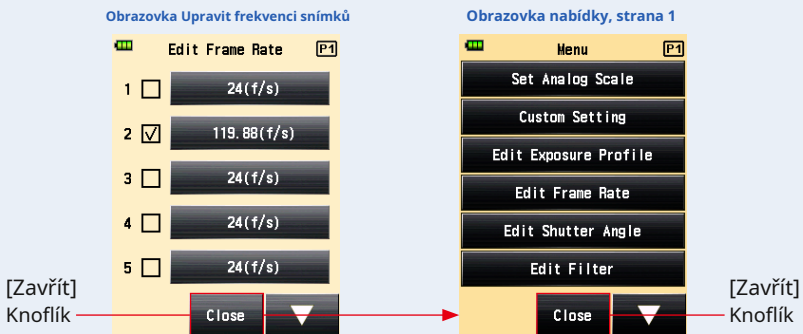 Obrazovka Upravit frekvenci snímků
Edit Frame Rate P1
1 24(f/s)
2 119.88(f/s)
3 24(f/s)
4 24(f/s)
5 24(f/s)
Close
[Zavřít]
Knoflík
Obrazovka nabídky, strana 1
Menu P1
Set Analog Scale
Custom Setting
Edit Exposure Profile
Edit Frame Rate
Edit Shutter Angle
Edit Filter
Close
[Zavřít]
Knoflík